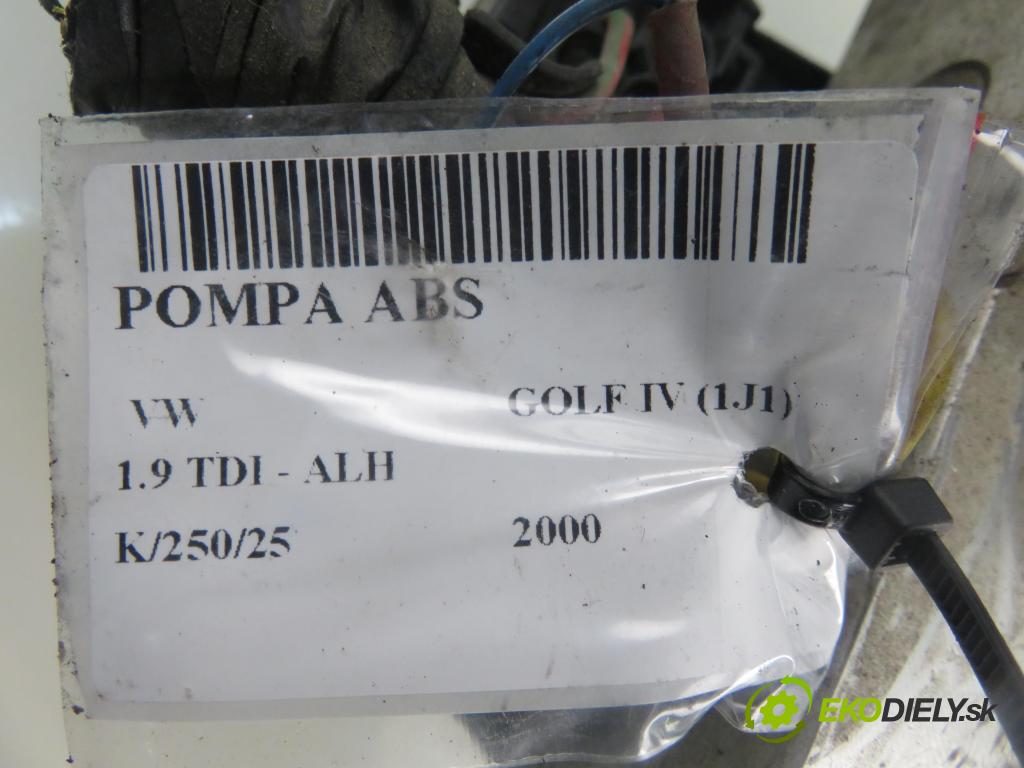 POMPA ABS
VW GOLF IV (1J1)
1.9 TDI - ALH
K/250/25 2000
EKODIELY.sk